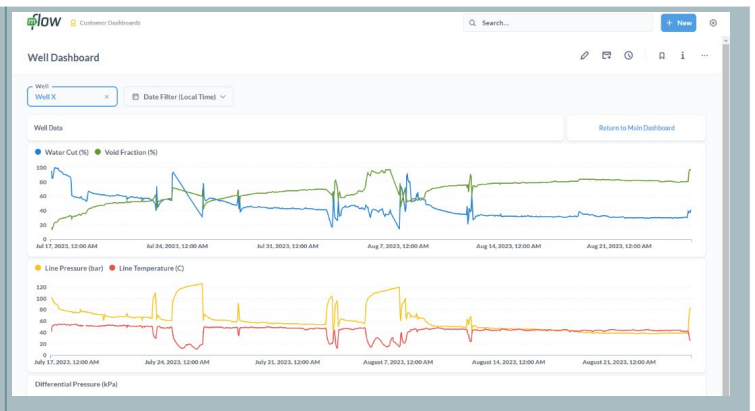 mflow Customer Dashboards Search... + New
Well Dashboard
Well
Well X × Date Filter (Local Time)
Well Data Return to Main Dashboard
Water Cut (%) Void Fraction (%)
100
80
60
40
20
0
Jul 17, 2023, 12:00 AM Jul 24, 2023, 12:00 AM Jul 31, 2023, 12:00 AM Aug 7, 2023, 12:00 AM Aug 14, 2023, 12:00 AM Aug 21, 2023, 12:00 AM
Line Pressure (bar) Line Temperature (C)
120
100
80
60
40
20
0
July 17, 2023, 12:00 AM July 24, 2023, 12:00 AM July 31, 2023, 12:00 AM August 7, 2023, 12:00 AM August 14, 2023, 12:00 AM August 21, 2023, 12:00 AM
Differential Pressure (kPa)